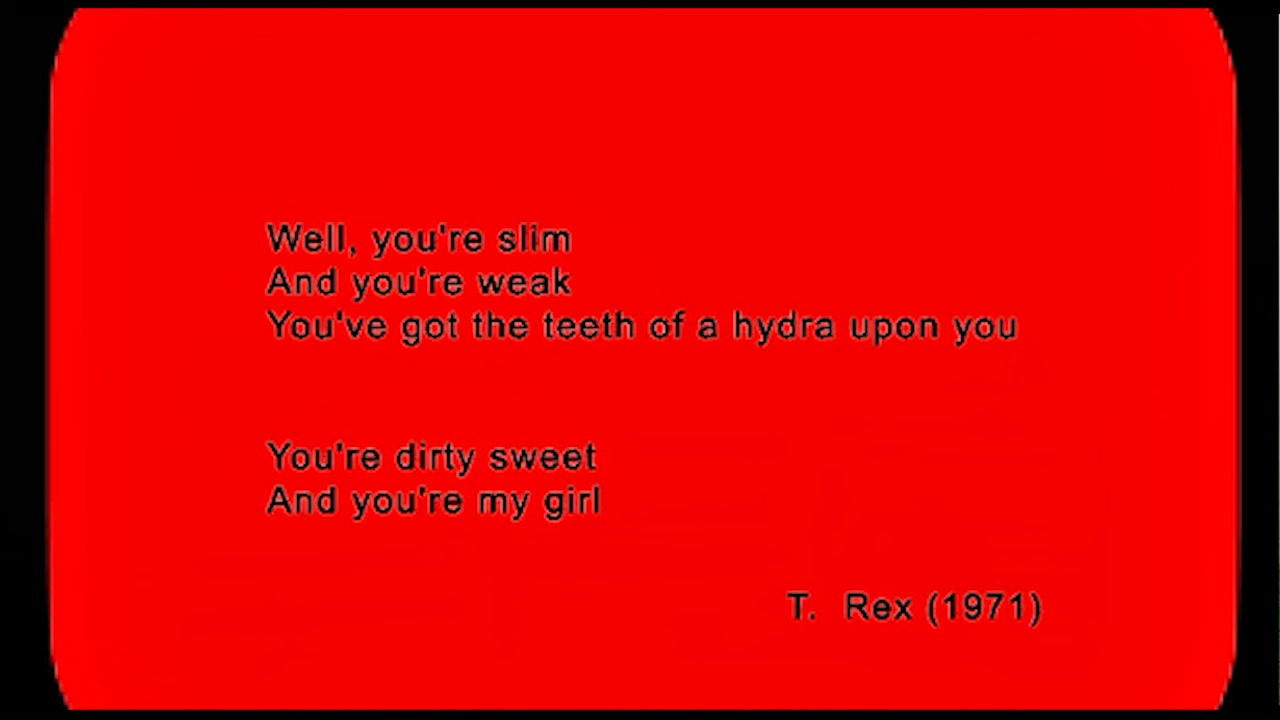 Well, you're slim
And you're weak
You've got the teeth of a hydra upon you
You're dirty sweet
And you're my girl
T. Rex (1971)